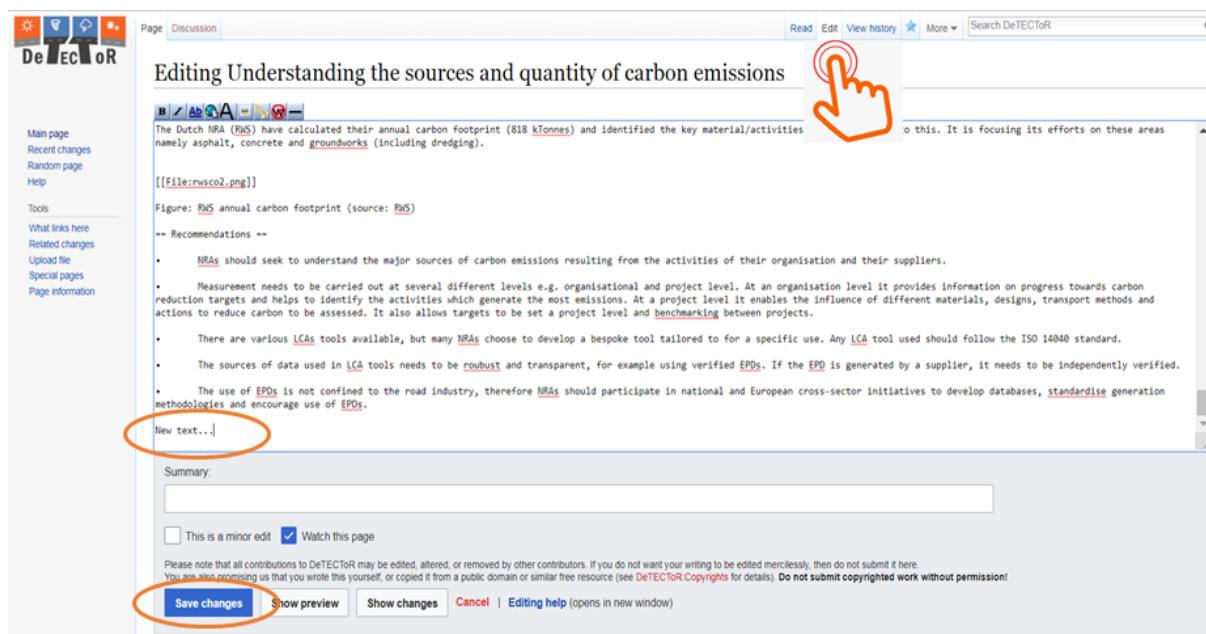 DeTECToR
Page Discussion
Read Edit View history More Search DeTECToR
Editing Understanding the sources and quantity of carbon emissions
Main page
Recent changes
Random page
Help
Tools
What links here
Related changes
Upload file
Special pages
Page information
B I Ab A
The Dutch NRA (RWS) have calculated their annual carbon footprint (818 kTonnes) and identified the key material/activities to this. It is focusing its efforts on these areas
namely asphalt, concrete and groundworks (including dredging).
[[File:rwsco2.png]]
Figure: RWS annual carbon footprint (source: RWS)
== Recommendations ==
• NRAs should seek to understand the major sources of carbon emissions resulting from the activities of their organisation and their suppliers.
• Measurement needs to be carried out at several different levels e.g. organisational and project level. At an organisation level it provides information on progress towards carbon
reduction targets and helps to identify the activities which generate the most emissions. At a project level it enables the influence of different materials, designs, transport methods and
actions to reduce carbon to be assessed. It also allows targets to be set a project level and benchmarking between projects.
• There are various LCAs tools available, but many NRAs choose to develop a bespoke tool tailored to for a specific use. Any LCA tool used should follow the ISO 14040 standard.
• The sources of data used in LCA tools needs to be roubust and transparent, for example using verified EPDs. If the EPD is generated by a supplier, it needs to be independently verified.
• The use of EPDs is not confined to the road industry, therefore NRAs should participate in national and European cross-sector initiatives to develop databases, standardise generation
methodologies and encourage use of EPDs.
New text...
Summary:
This is a minor edit Watch this page
Please note that all contributions to DeTECToR may be edited, altered, or removed by other contributors. If you do not want your writing to be edited mercilessly, then do not submit it here.
You are also promising us that you wrote this yourself, or copied it from a public domain or similar free resource (see DeTECToR:Copyrights for details). Do not submit copyrighted work without permission!
Save changes Show preview Show changes Cancel | Editing help (opens in new window)